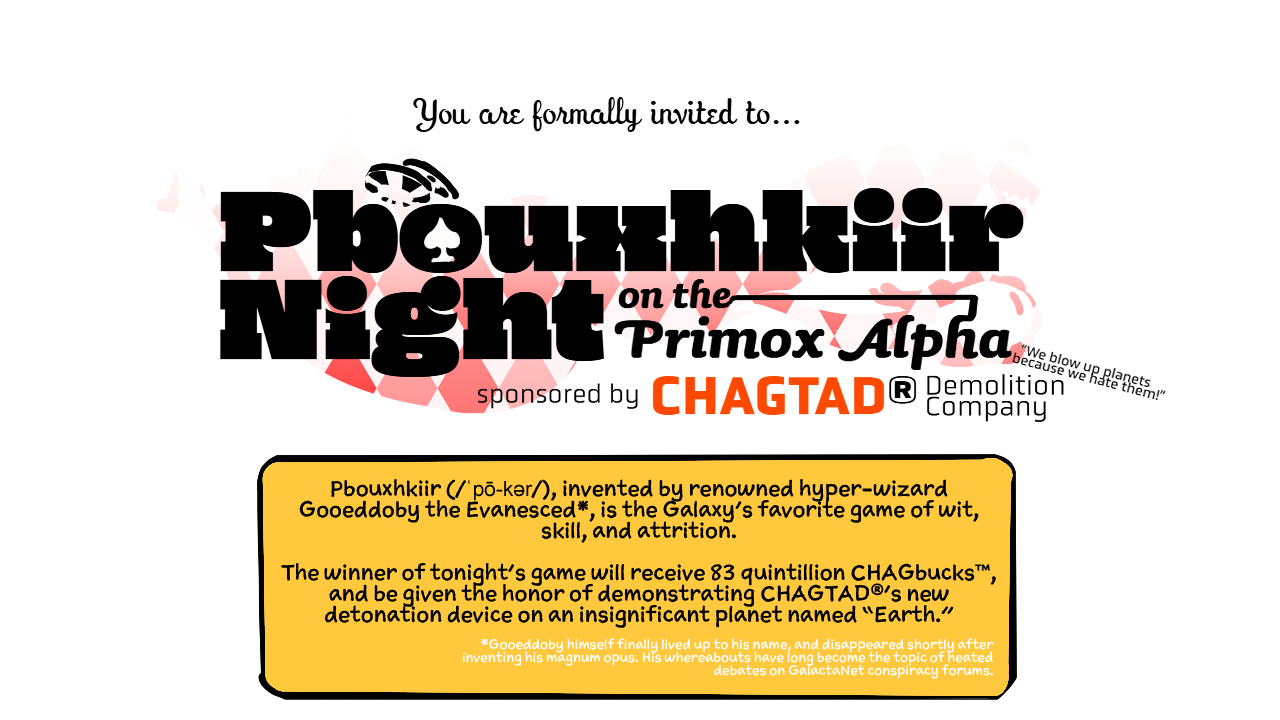 You are formally invited to...
Pbouxhkiir
Night on the
Primox Alpha
"We blow up planets
because we hate them!"
sponsored by CHAGTAD® Demolition
Company
Pbouxhkiir (/ˈpō-kər/), invented by renowned hyper-wizard
Gooeddoby the Evanesced*, is the Galaxy's favorite game of wit,
skill, and attrition.
The winner of tonight's game will receive 83 quintillion CHAGbucks™,
and be given the honor of demonstrating CHAGTAD®'s new
detonation device on an insignificant planet named "Earth."
*Gooeddoby himself finally lived up to his name, and disappeared shortly after
inventing his magnum opus. His whereabouts have long become the topic of heated
debates on GalactaNet conspiracy forums.